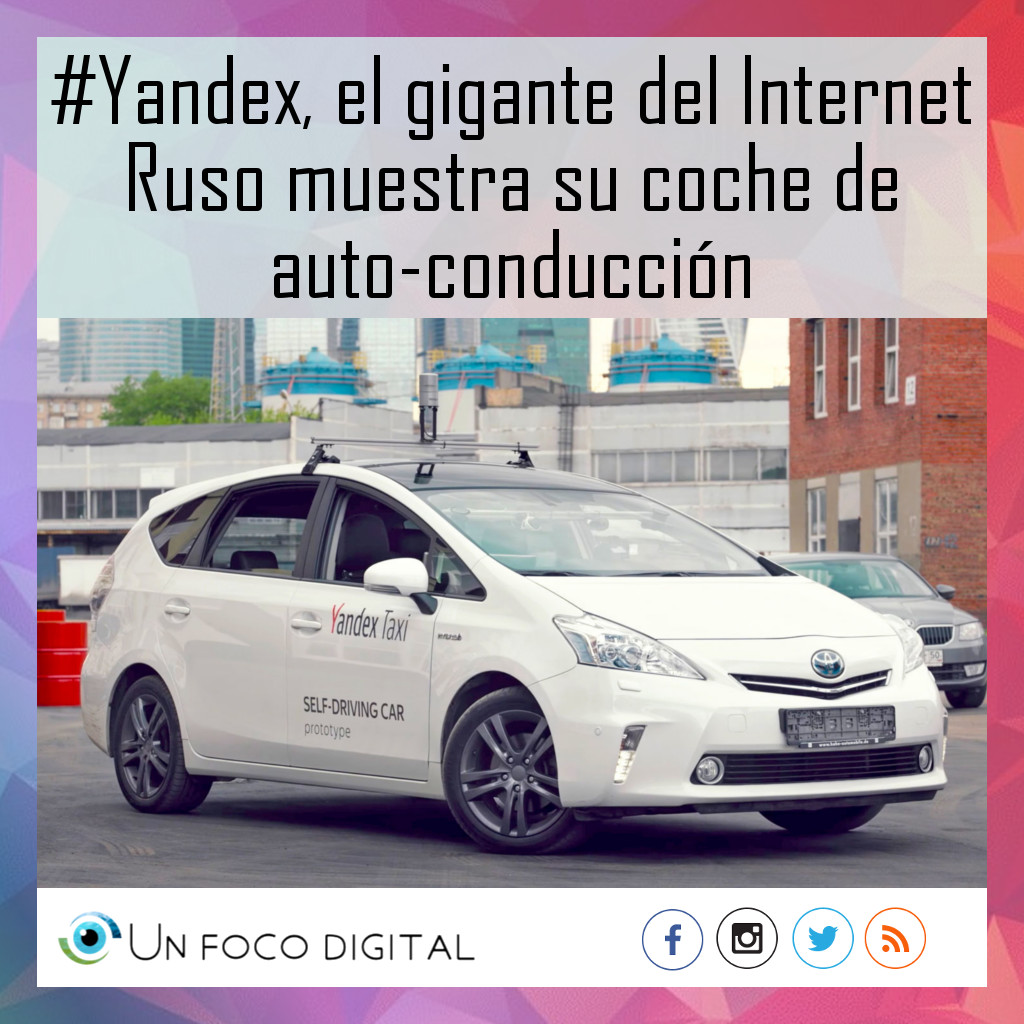 #Yandex, el gigante del Internet
Ruso muestra su coche de
auto-conducción
Yandex Taxi
SELF-DRIVING CAR
prototype
UN FOCO DIGITAL